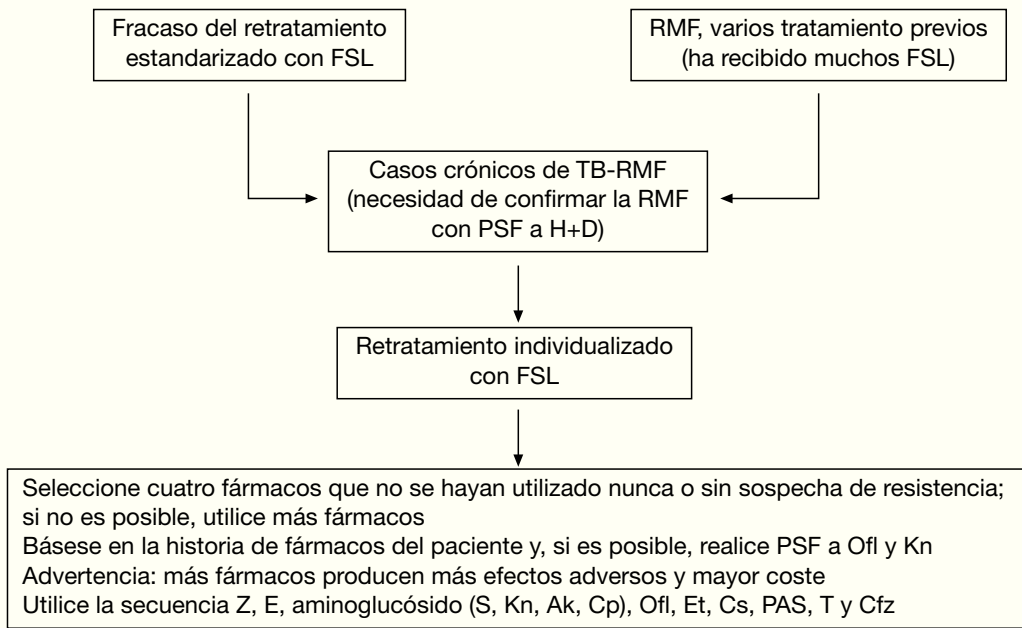 Fracaso del retratamiento
estandarizado con FSL
RMF, varios tratamiento previos
(ha recibido muchos FSL)
Casos crónicos de TB-RMF
(necesidad de confirmar la RMF
con PSF a H+D)
Retratamiento individualizado
con FSL
Seleccione cuatro fármacos que no se hayan utilizado nunca o sin sospecha de resistencia;
si no es posible, utilice más fármacos
Básese en la historia de fármacos del paciente y, si es posible, realice PSF a Ofl y Kn
Advertencia: más fármacos producen más efectos adversos y mayor coste
Utilice la secuencia Z, E, aminoglucósido (S, Kn, Ak, Cp), Ofl, Et, Cs, PAS, T y Cfz